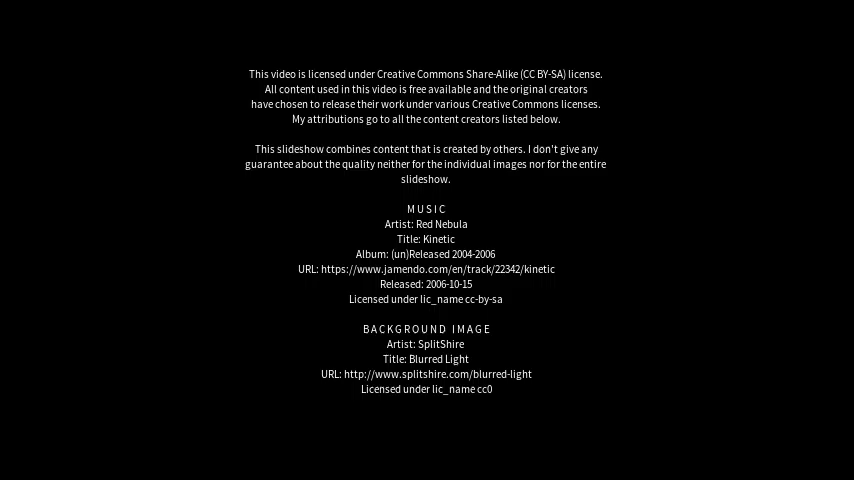 This video is licensed under Creative Commons Share-Alike (CC BY-SA) license.
All content used in this video is free available and the original creators
have chosen to release their work under various Creative Commons licenses.
My attributions go to all the content creators listed below.
This slideshow combines content that is created by others. I don't give any
guarantee about the quality neither for the individual images nor for the entire
slideshow.
MUSIC
Artist: Red Nebula
Title: Kinetic
Album: (un)Released 2004-2006
URL: https://www.jamendo.com/en/track/22342/kinetic
Released: 2006-10-15
Licensed under lic_name cc-by-sa
BACKGROUND IMAGE
Artist: SplitShire
Title: Blurred Light
URL: http://www.splitshire.com/blurred-light
Licensed under lic_name cc0